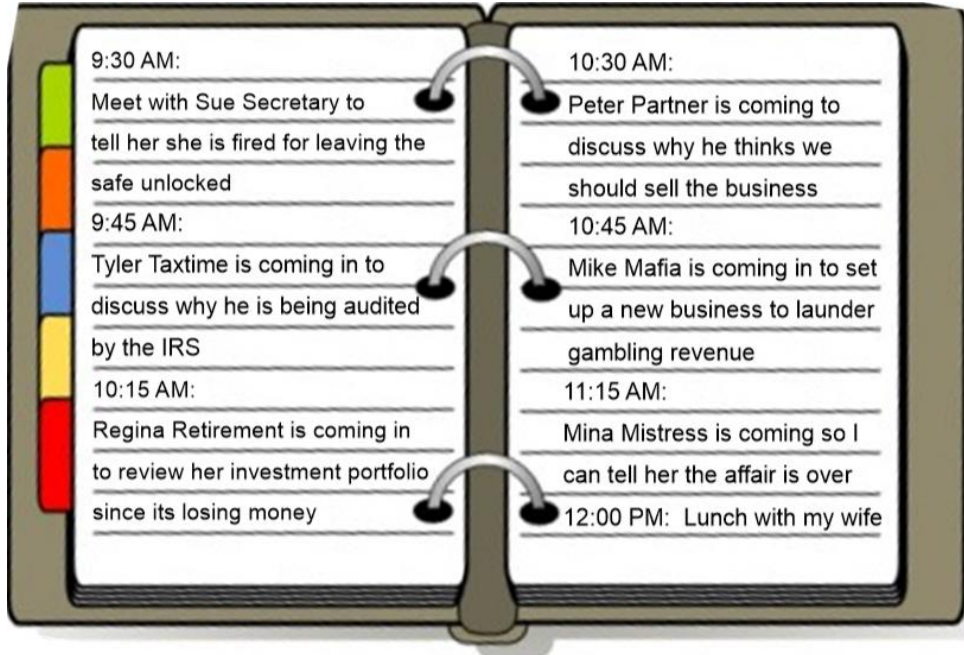 9:30 AM:
Meet with Sue Secretary to
tell her she is fired for leaving the
safe unlocked
9:45 AM:
Tyler Taxtime is coming in to
discuss why he is being audited
by the IRS
10:15 AM:
Regina Retirement is coming in
to review her investment portfolio
since its losing money
10:30 AM:
Peter Partner is coming to
discuss why he thinks we
should sell the business
10:45 AM:
Mike Mafia is coming in to set
up a new business to launder
gambling revenue
11:15 AM:
Mina Mistress is coming so I
can tell her the affair is over
12:00 PM: Lunch with my wife